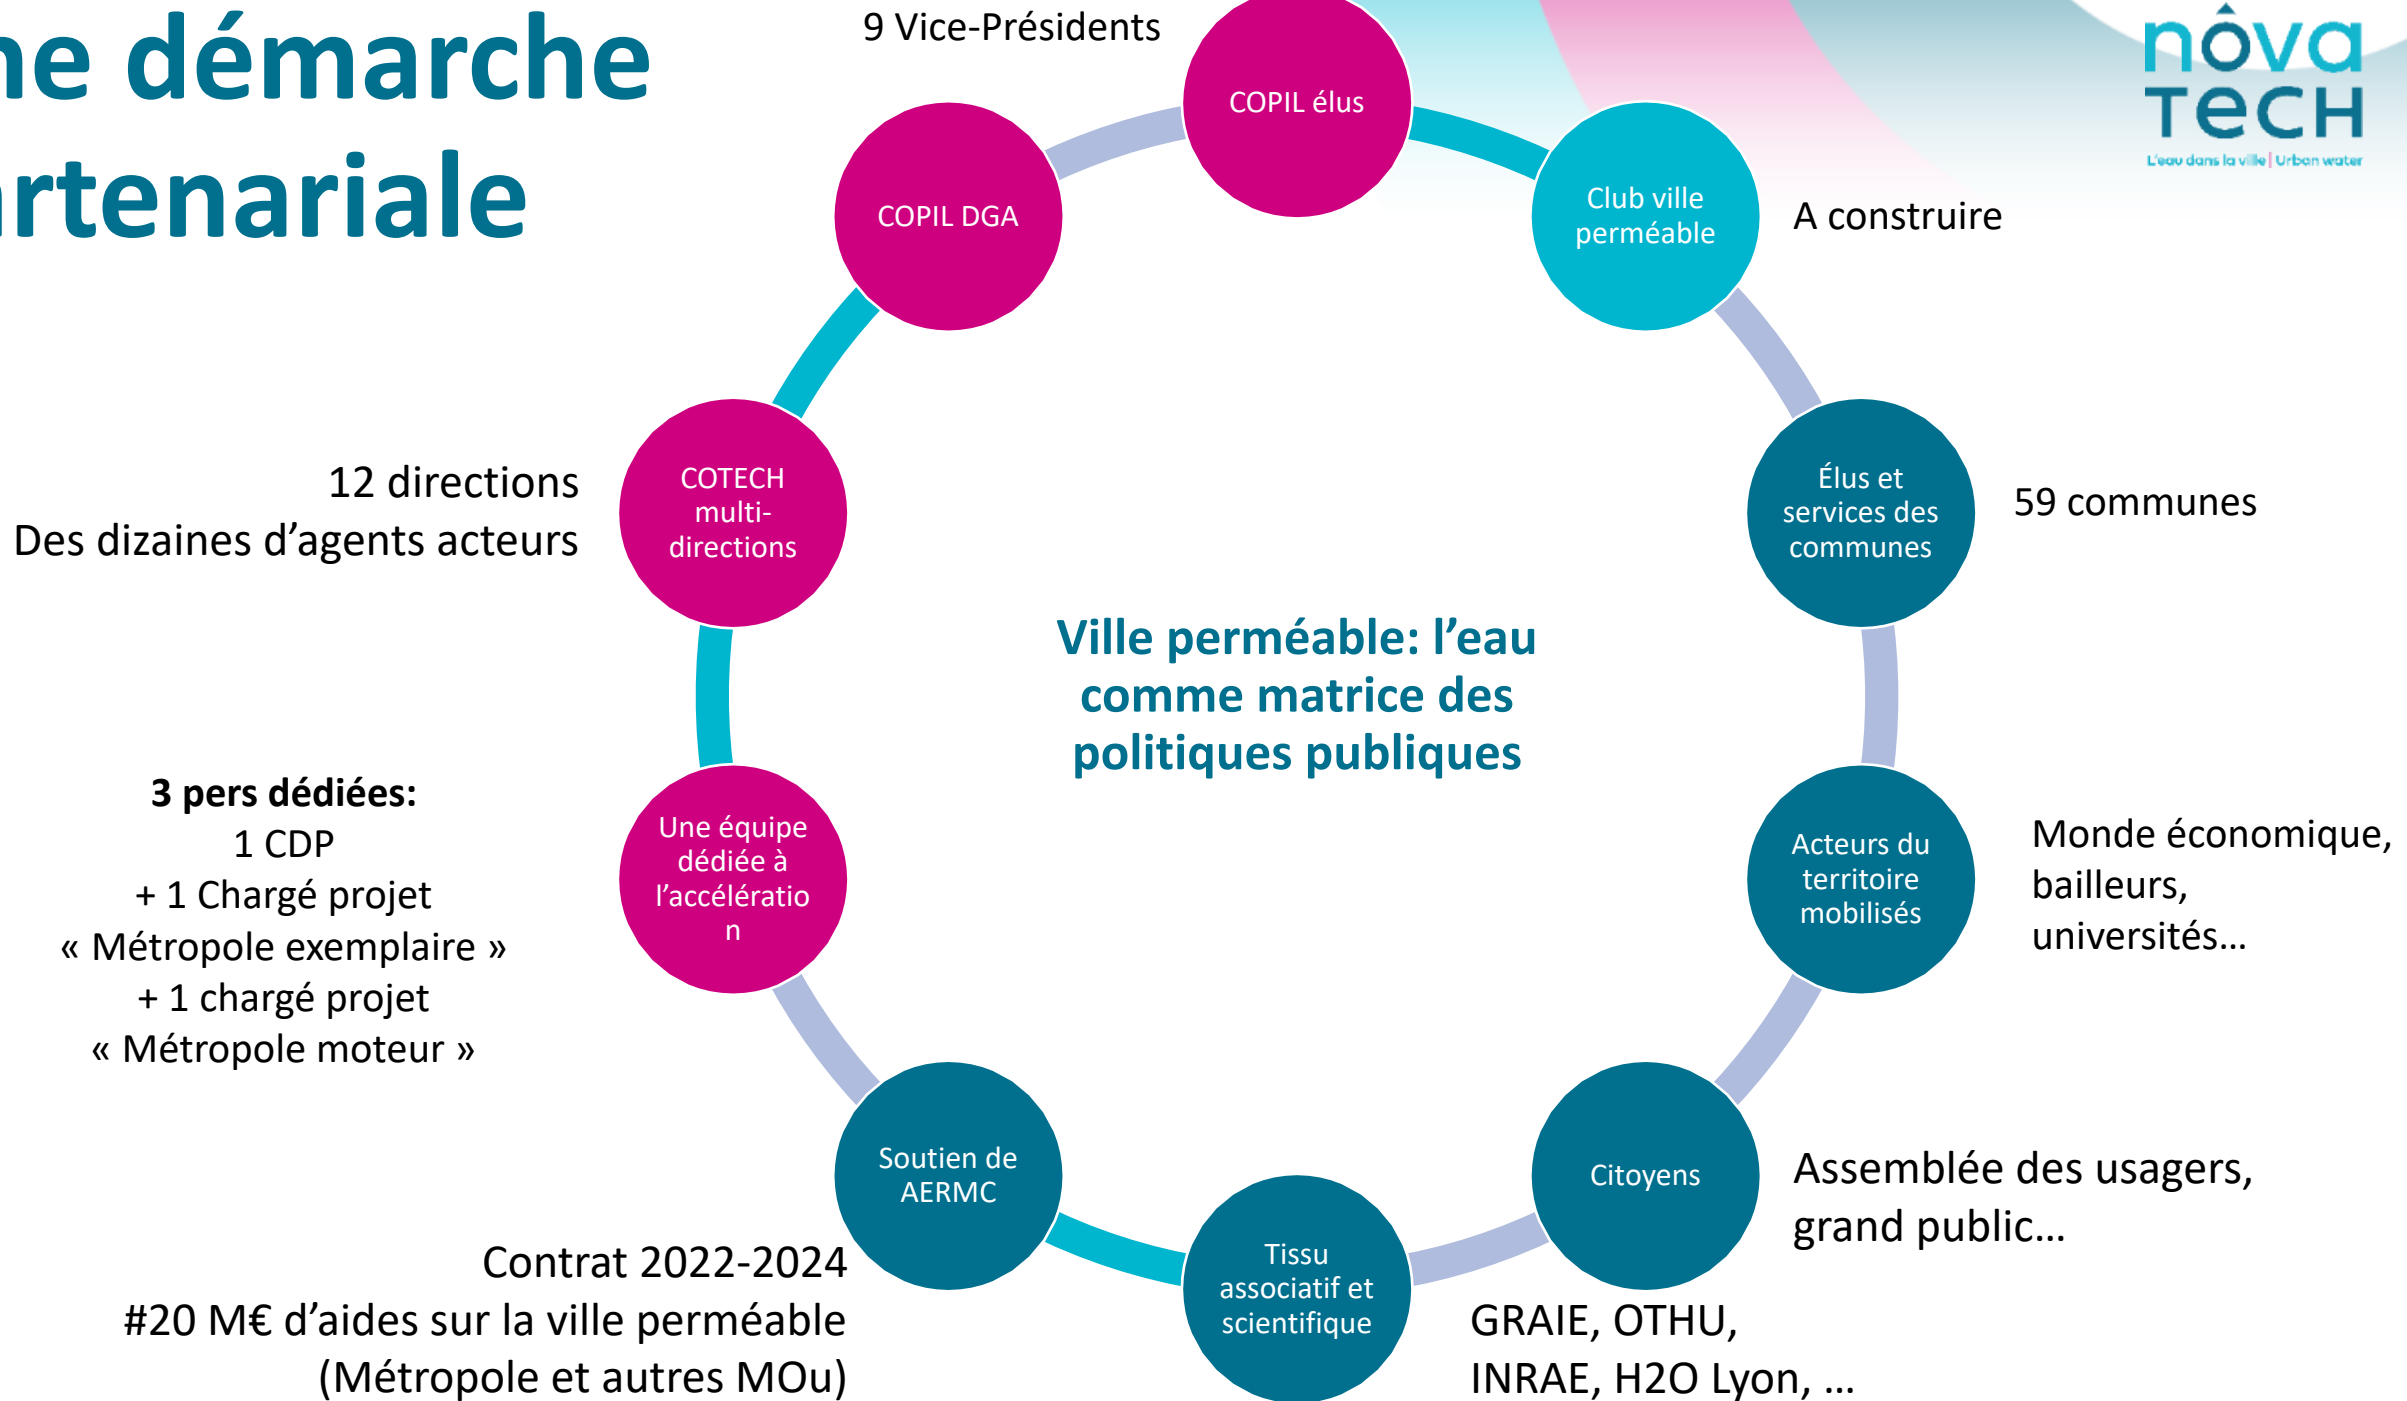 ne démarche
artenariale
9 Vice-Présidents
COPIL élus
nôva
TECH
L'eau dans la ville | Urban water
COPIL DGA
Club ville
perméable
A construire
12 directions
Des dizaines d'agents acteurs
COTECH
multi-
directions
Élus et
services des
communes
59 communes
Ville perméable: l'eau
comme matrice des
politiques publiques
3 pers dédiées:
1 CDP
+ 1 Chargé projet
« Métropole exemplaire »
+ 1 chargé projet
« Métropole moteur »
Une équipe
dédiée à
l'accélératio
n
Acteurs du
territoire
mobilisés
Monde économique,
bailleurs,
universités…
Soutien de
AERMC
Contrat 2022-2024
#20 M€ d'aides sur la ville perméable
(Métropole et autres MOu)
Tissu
associatif et
scientifique
GRAIE, OTHU,
INRAE, H2O Lyon, …
Citoyens
Assemblée des usagers,
grand public…